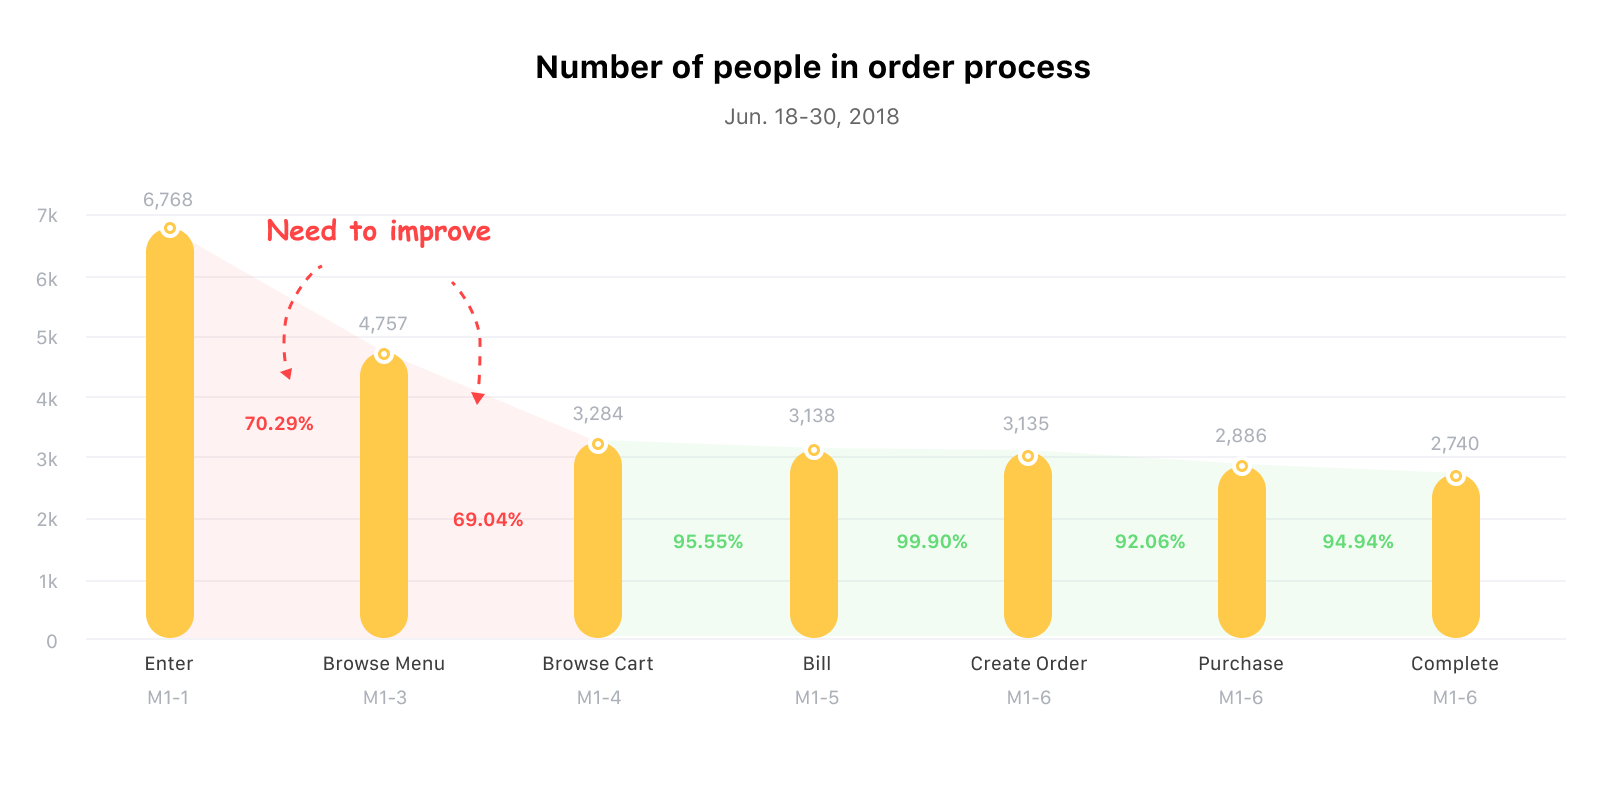 Number of people in order process
Jun. 18-30, 2018
6,768
7k
Need to improve
6k
4,757
5k
4k
3,284
3,138
3,135
2,886
2,740
70.29%
3k
69.04%
2k
95.55%
99.90%
92.06%
94.94%
1k
0
Enter Browse Menu Browse Cart Bill Create Order Purchase Complete
M1-1 M1-3 M1-4 M1-5 M1-6 M1-6 M1-6